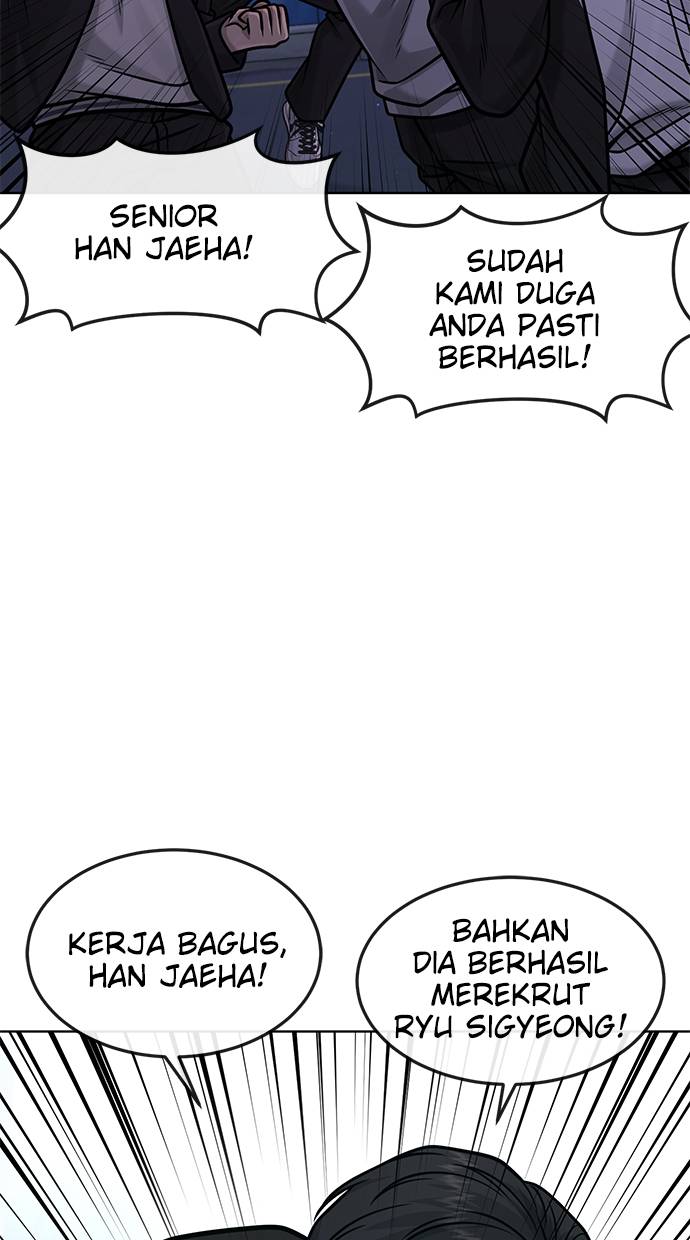 SENIOR
HAN JAEHA!
SUDAH
KAMI DUGA
ANDA PASTI
BERHASIL!
KERJA BAGUS,
HAN JAEHA!
BAHKAN
DIA BERHASIL
MEREKRUT
RYU SIGYEONG!